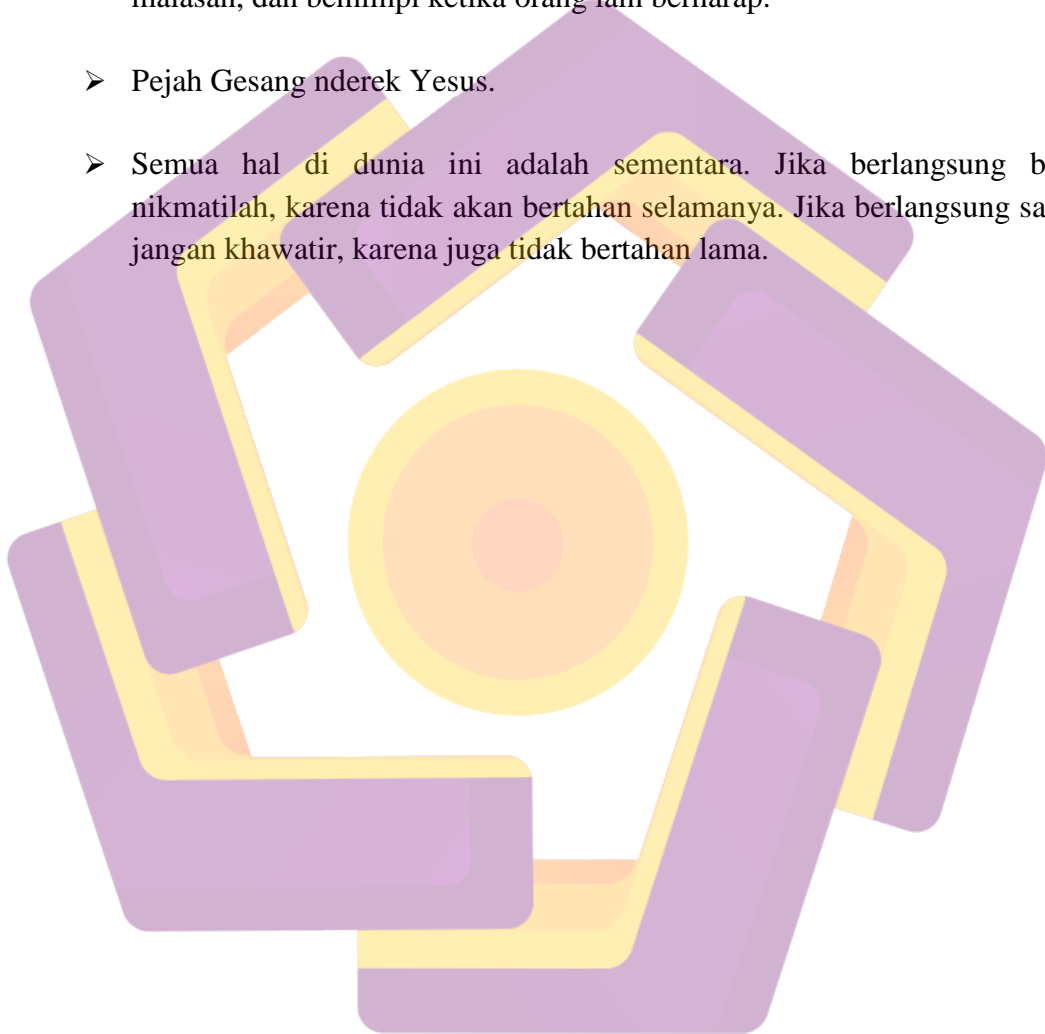 malasan, dan bermimpi ketika orang lain berharap.
➢ Pejah Gesang nderek Yesus.
➢ Semua hal di dunia ini adalah sementara. Jika berlangsung
nikmatilah, karena tidak akan bertahan selamanya. Jika berlangsung
jangan khawatir, karena juga tidak bertahan lama.